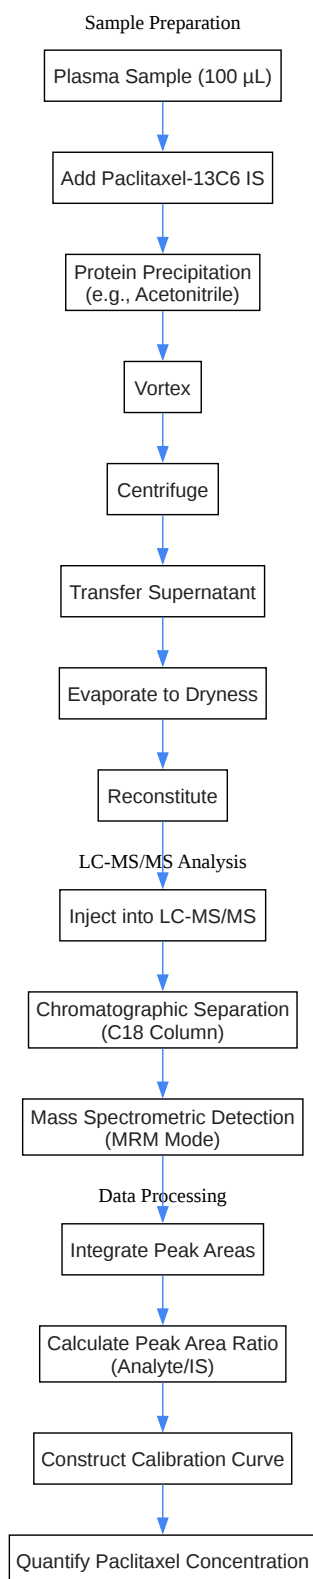 Sample Preparation
Plasma Sample (100 µL)
Add Paclitaxel-13C6 IS
Protein Precipitation
(e.g., Acetonitrile)
Vortex
Centrifuge
Transfer Supernatant
Evaporate to Dryness
Reconstitute
LC-MS/MS Analysis
Inject into LC-MS/MS
Chromatographic Separation
(C18 Column)
Mass Spectrometric Detection
(MRM Mode)
Data Processing
Integrate Peak Areas
Calculate Peak Area Ratio
(Analyte/IS)
Construct Calibration Curve
Quantify Paclitaxel Concentration